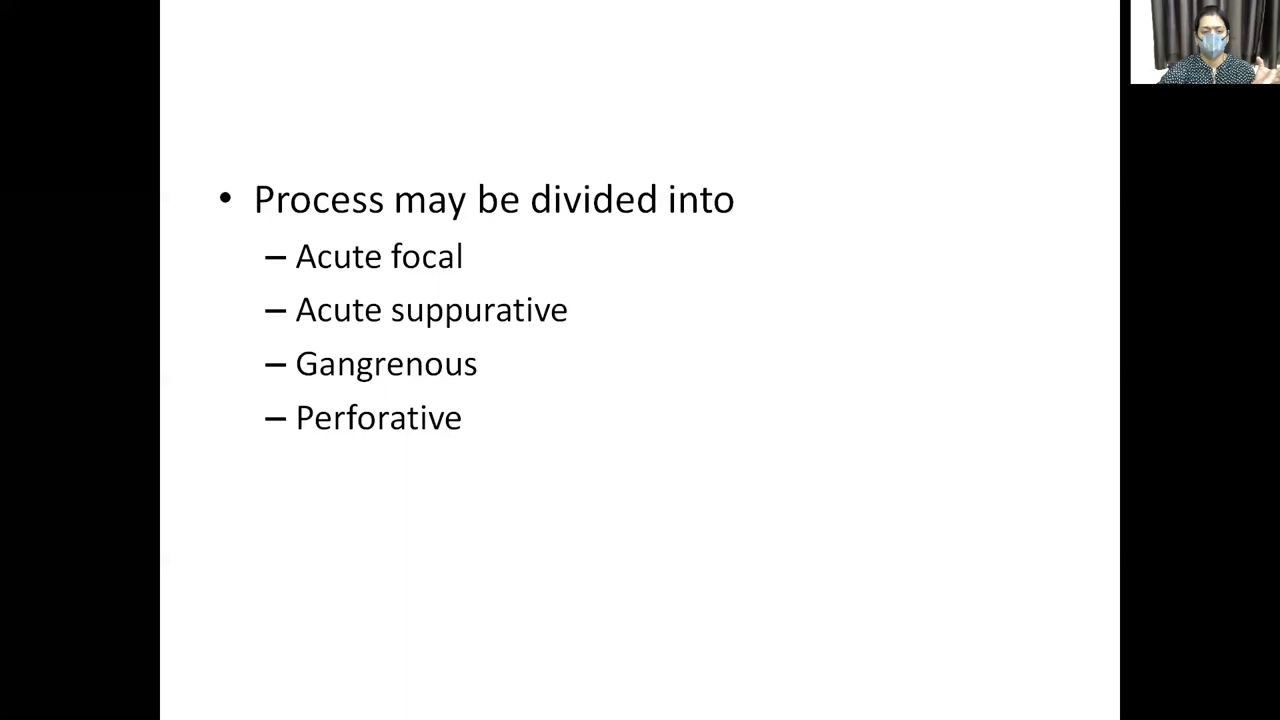 • Process may be divided into
– Acute focal
– Acute suppurative
– Gangrenous
– Perforative